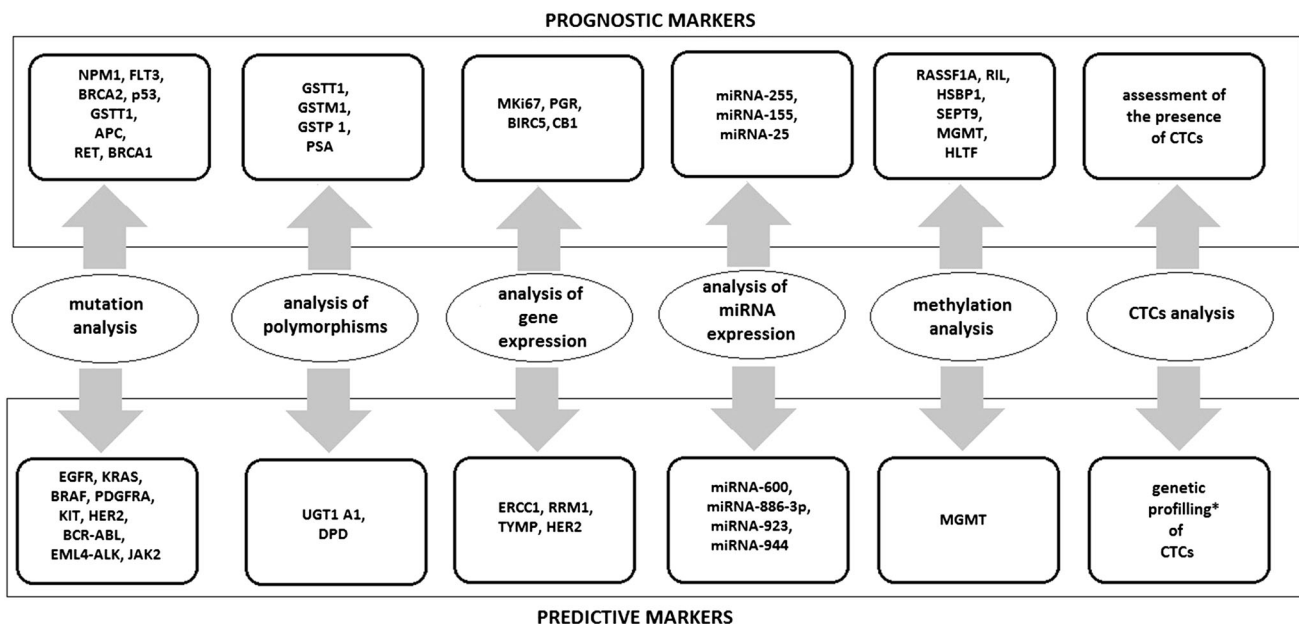 PROGNOSTIC MARKERS
NPM1, FLT3,
BRCA2, p53,
GSTT1,
APC,
RET, BRCA1
GSTT1,
GSTM1,
GSTP 1,
PSA
MKi67, PGR,
BIRC5, CB1
miRNA-255,
miRNA-155,
miRNA-25
RASSF1A, RIL,
HSBP1,
SEPT9,
MGMT,
HLTF
assessment of
the presence
of CTCs
mutation
analysis
analysis of
polymorphisms
analysis of
gene
expression
analysis of
miRNA
expression
methylation
analysis
CTCs analysis
EGFR, KRAS,
BRAF, PDGFRA,
KIT, HER2,
BCR-ABL,
EML4-ALK, JAK2
UGT1 A1,
DPD
ERCC1, RRM1,
TYMP, HER2
miRNA-600,
miRNA-886-3p,
miRNA-923,
miRNA-944
MGMT
genetic
profilling*
of
CTCs
PREDICTIVE MARKERS